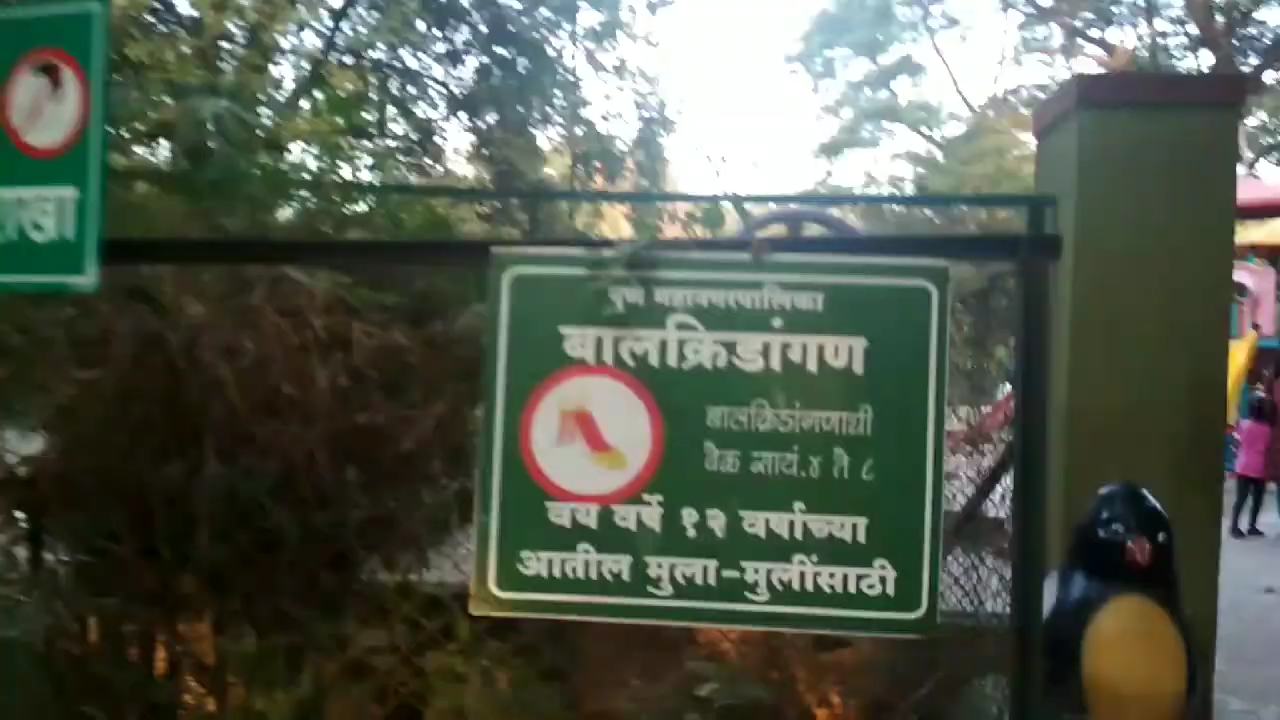 पुणे महानगरपालिका
बालक्रिडांगण
बालक्रिडांगणाची
वेळ सायं.४ ते ८
वय वर्षे १२ वर्षाच्या
आतील मुला-मुलींसाठी